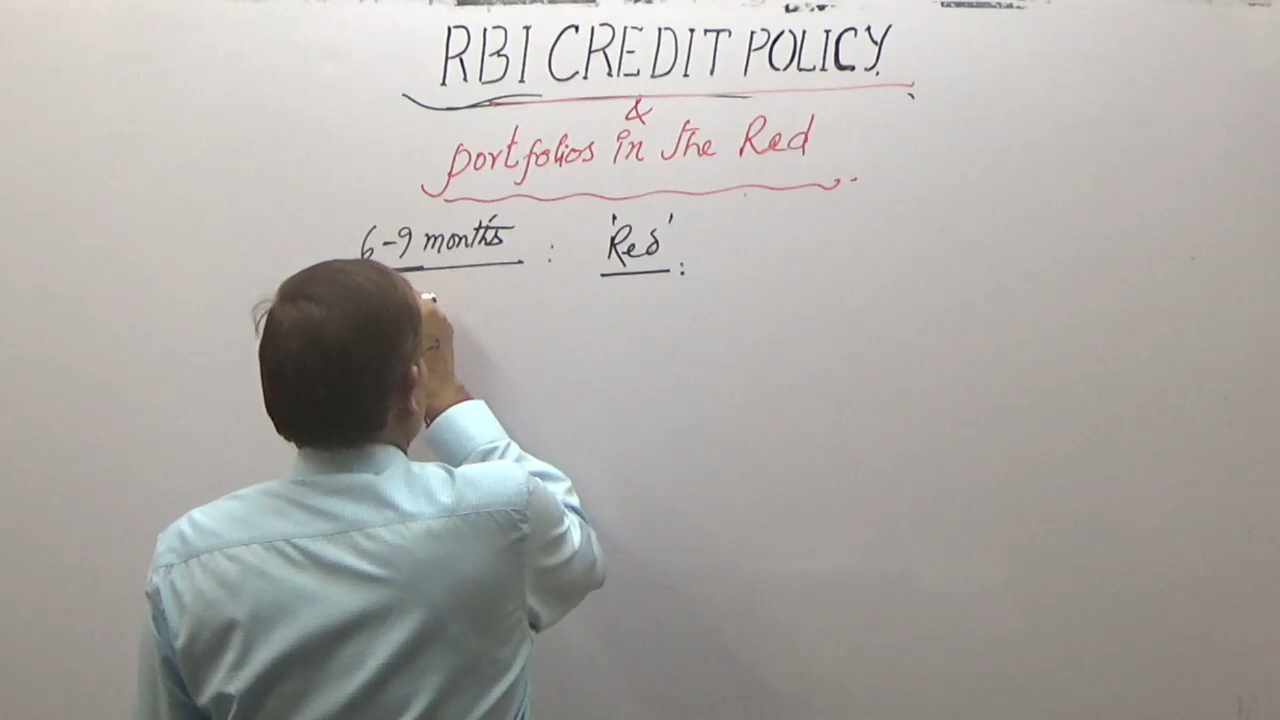 RBI CREDIT POLICY
&
portfolios in the Red
6-9 months : 'Red' :